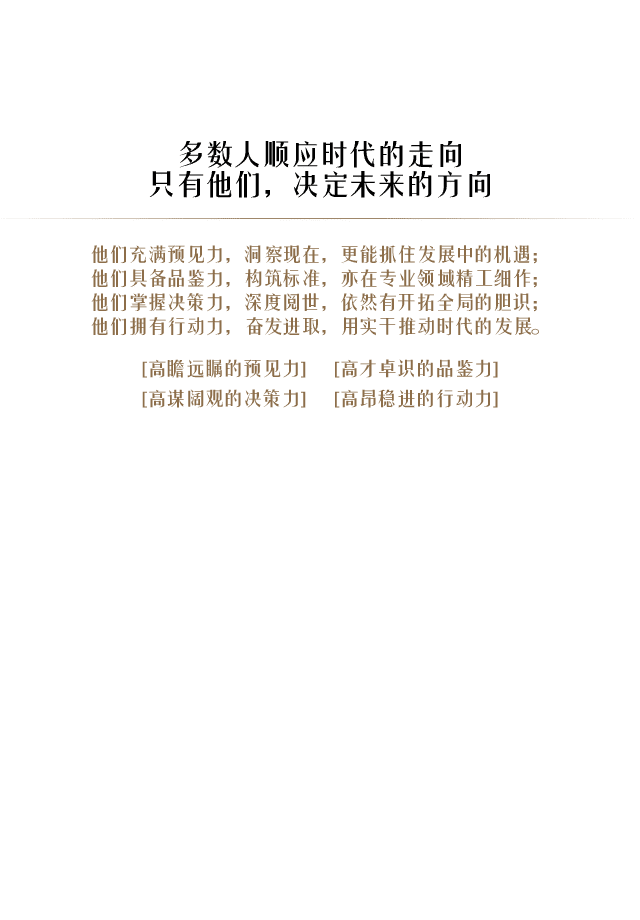 多数人顺应时代的走向
只有他们，决定未来的方向
他们充满预见力，洞察现在，更能抓住发展中的机遇；
他们具备品鉴力，构筑标准，亦在专业领域精工细作；
他们掌握决策力，深度阅世，依然有开拓全局的胆识；
他们拥有行动力，奋发进取，用实干推动时代的发展。
[高瞻远瞩的预见力] [高才卓识的品鉴力]
[高谋阔观的决策力] [高昂稳进的行动力]